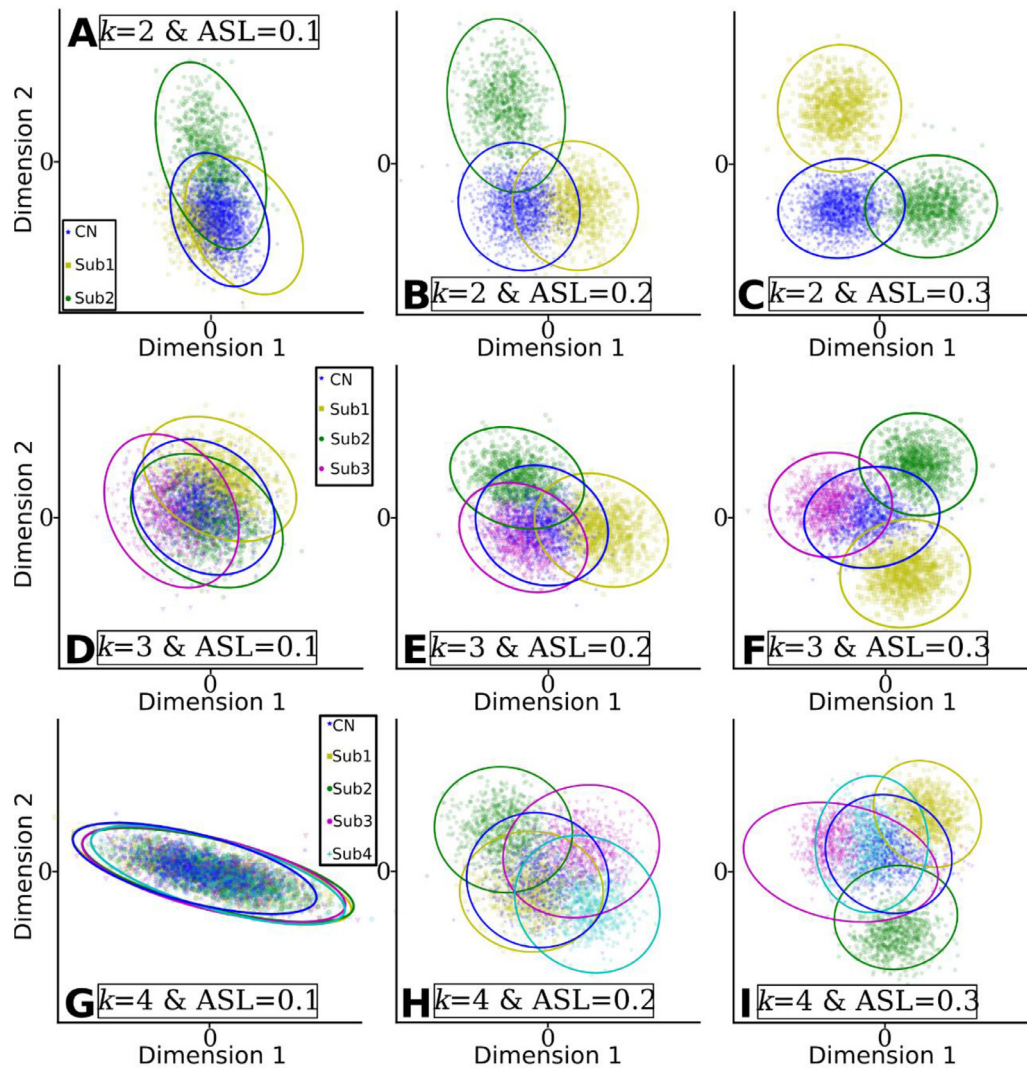 A k=2 & ASL=0.1
Dimension 2
0
CN
Sub1
Sub2
0
Dimension 1
0
B k=2 & ASL=0.2
0
Dimension 1
0
C k=2 & ASL=0.3
0
Dimension 1
Dimension 2
0
CN
Sub1
Sub2
Sub3
D k=3 & ASL=0.1
0
Dimension 1
0
E k=3 & ASL=0.2
0
Dimension 1
0
F k=3 & ASL=0.3
0
Dimension 1
Dimension 2
0
CN
Sub1
Sub2
Sub3
Sub4
G k=4 & ASL=0.1
0
Dimension 1
0
H k=4 & ASL=0.2
0
Dimension 1
0
I k=4 & ASL=0.3
0
Dimension 1